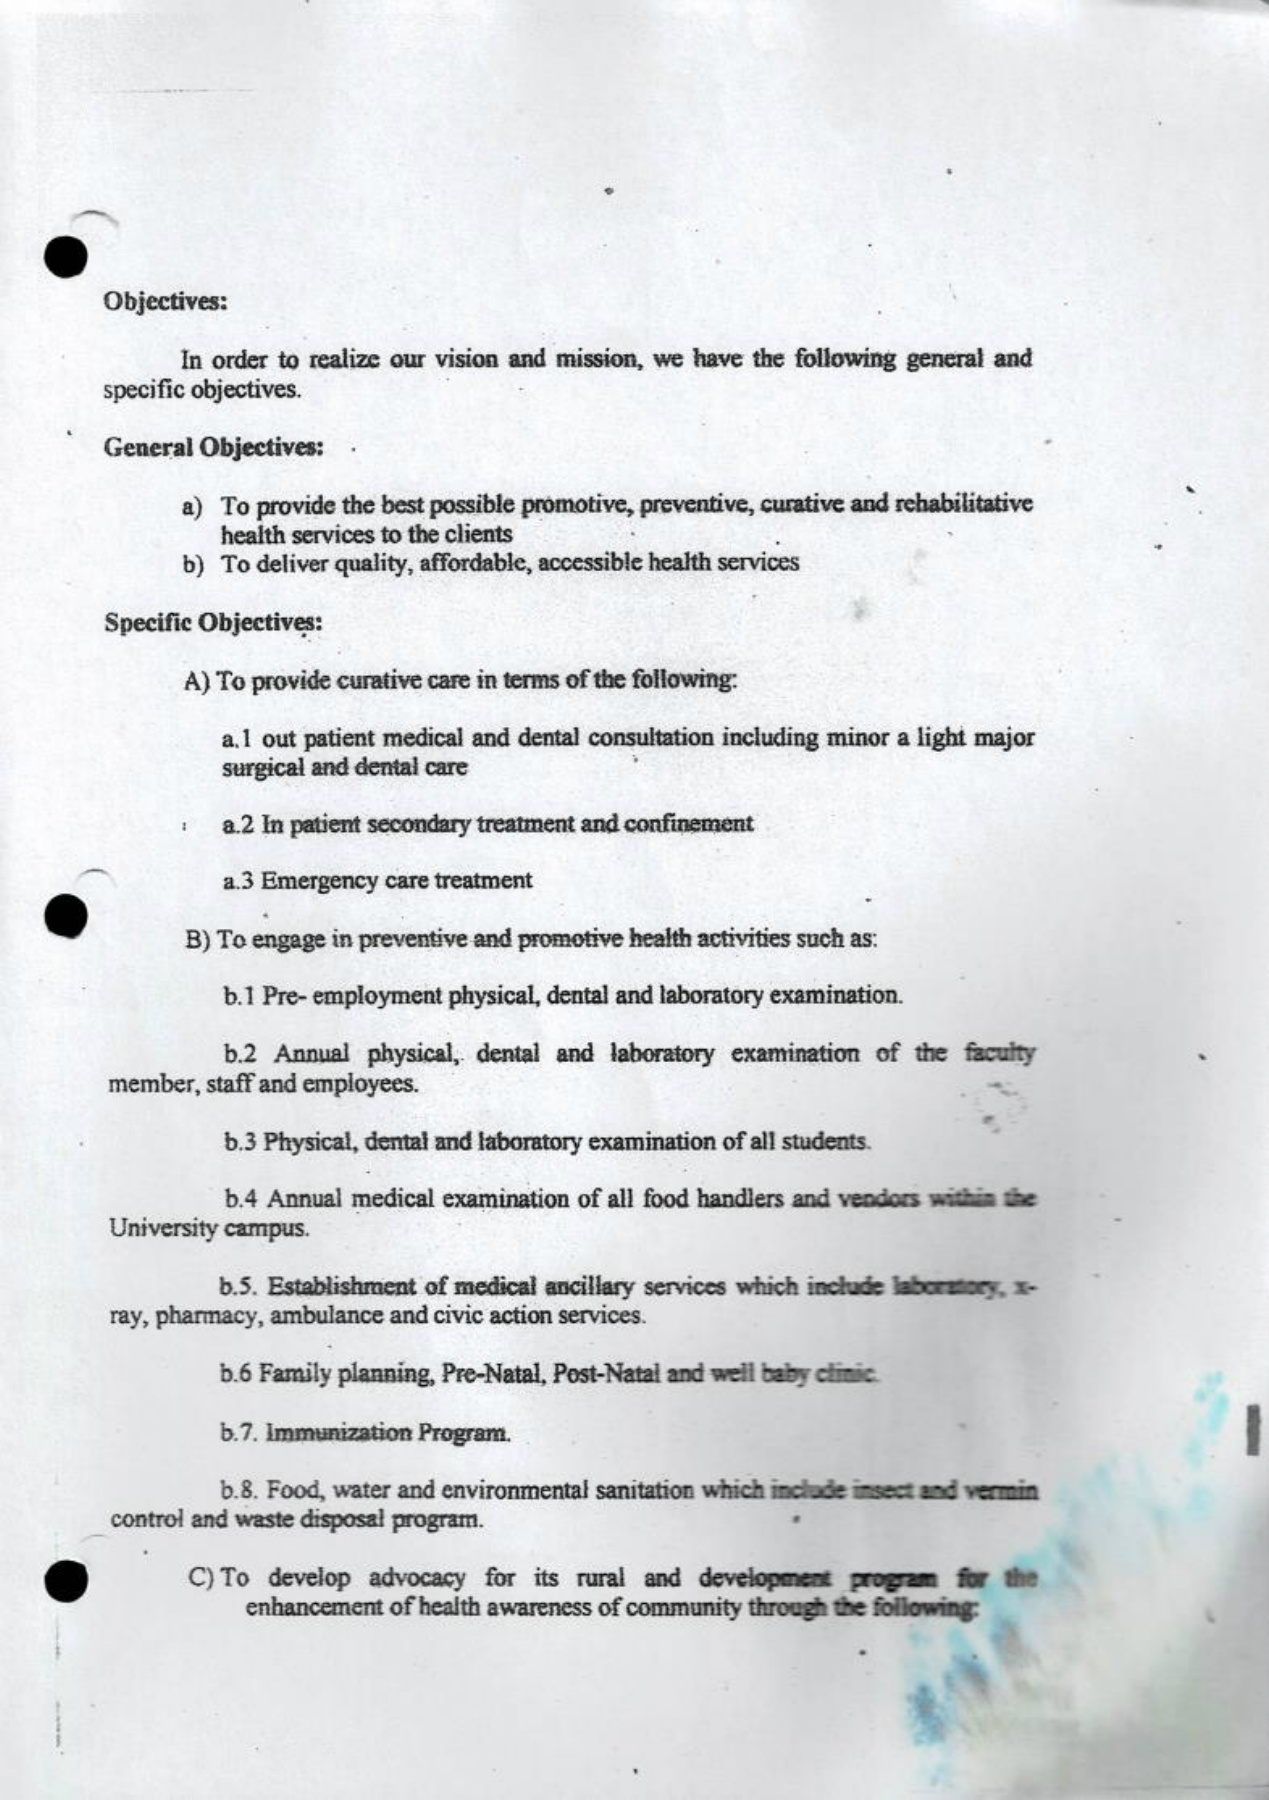 Objectives:
In order to realize our vision and mission, we have the following general and
specific objectives.
General Objectives:
a) To provide the best possible promotive, preventive, curative and rehabilitative
health services to the clients
b) To deliver quality, affordable, accessible health services
Specific Objectives:
A) To provide curative care in terms of the following:
a.1 out patient medical and dental consultation including minor a light major
surgical and dental care
a.2 In patient secondary treatment and confinement
a.3 Emergency care treatment
B) To engage in preventive and promotive health activities such as:
b.1 Pre- employment physical, dental and laboratory examination.
b.2 Annual physical, dental and laboratory examination of the faculty
member, staff and employees.
b.3 Physical, dental and laboratory examination of all students.
b.4 Annual medical examination of all food handlers and vendors within the
University campus.
b.5. Establishment of medical ancillary services which include laboratory, x-
ray, pharmacy, ambulance and civic action services.
b.6 Family planning, Pre-Natal, Post-Natal and well baby clinic.
b.7. Immunization Program.
b.8. Food, water and environmental sanitation which include insect and vermin
control and waste disposal program.
C) To develop advocacy for its rural and development program for the
enhancement of health awareness of community through the following: